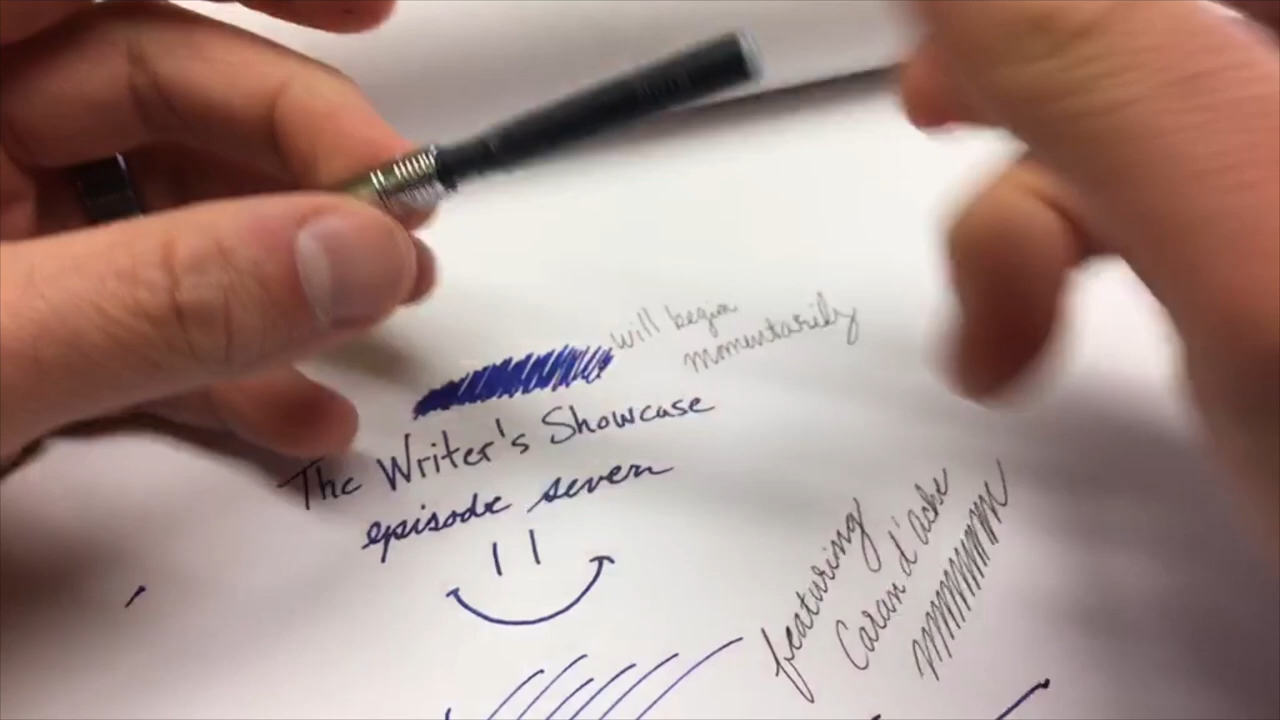 will begin
momentarily
The Writer's Showcase
episode seven
featuring
Caran d'Ache